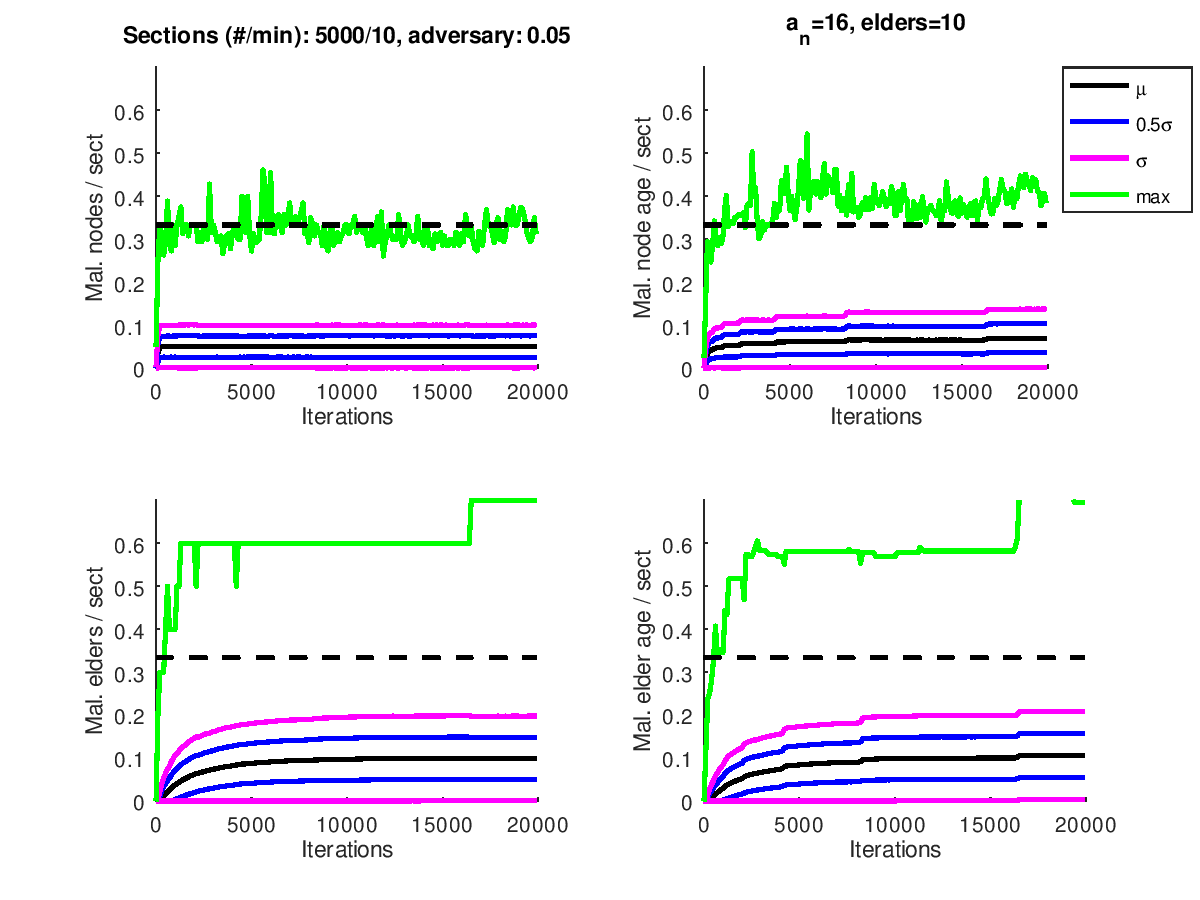 Sections (#/min): 5000/10, adversary: 0.05
Mal. nodes / sect
0.6
0.5
0.4
0.3
0.2
0.1
0
0 5000 10000 15000 20000
Iterations
a_n=16, elders=10
Mal. node age / sect
0.6
0.5
0.4
0.3
0.2
0.1
0
0 5000 10000 15000 20000
Iterations
μ
0.5σ
σ
max
Mal. elders / sect
0.6
0.5
0.4
0.3
0.2
0.1
0
0 5000 10000 15000 20000
Iterations
Mal. elder age / sect
0.6
0.5
0.4
0.3
0.2
0.1
0
0 5000 10000 15000 20000
Iterations